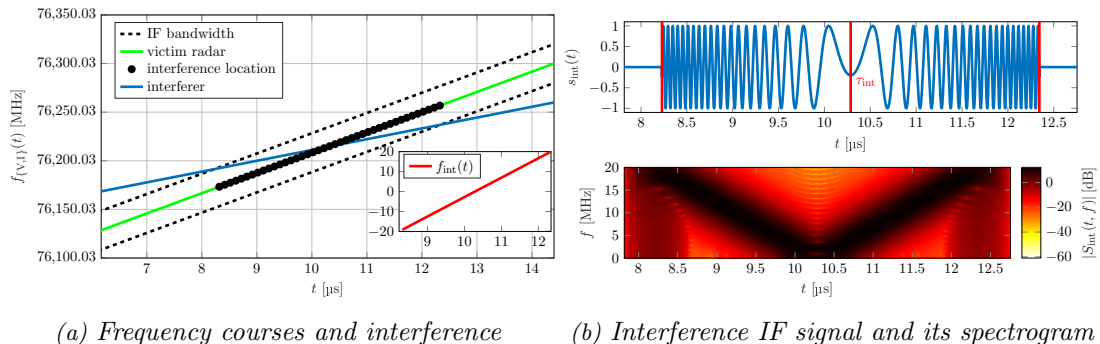 76,350.03
76,300.03
76,250.03
76,200.03
76,150.03
76,100.03
f{V,I}(t) [MHz]
IF bandwidth
victim radar
interference location
interferer
20
10
0
−10
−20
fint(t)
9 10 11 12
7 8 9 10 11 12 13 14
t [µs]
(a) Frequency courses and interference
1
0.5
0
−0.5
−1
sint(t)
τint
8 8.5 9 9.5 10 10.5 11 11.5 12 12.5
t [µs]
20
15
10
5
0
f [MHz]
8 8.5 9 9.5 10 10.5 11 11.5 12 12.5
t [µs]
0
−20
−40
−60
|Sint(t, f)| [dB]
(b) Interference IF signal and its spectrogram